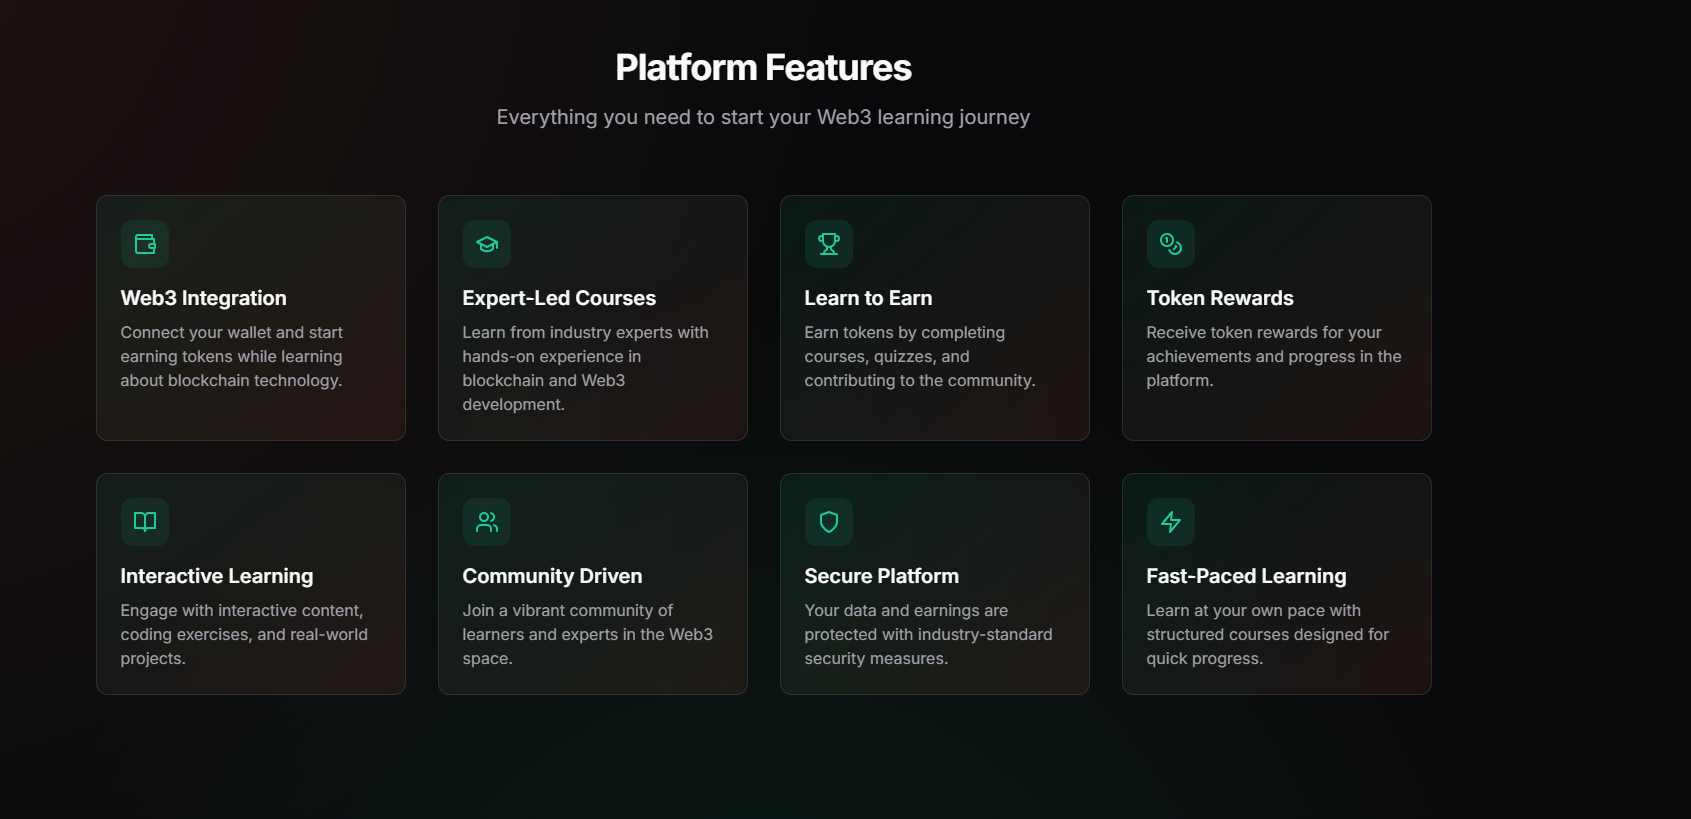 Platform Features
Everything you need to start your Web3 learning journey
Web3 Integration
Connect your wallet and start
earning tokens while learning
about blockchain technology.
Expert-Led Courses
Learn from industry experts with
hands-on experience in
blockchain and Web3
development.
Learn to Earn
Earn tokens by completing
courses, quizzes, and
contributing to the community.
Token Rewards
Receive token rewards for your
achievements and progress in the
platform.
Interactive Learning
Engage with interactive content,
coding exercises, and real-world
projects.
Community Driven
Join a vibrant community of
learners and experts in the Web3
space.
Secure Platform
Your data and earnings are
protected with industry-standard
security measures.
Fast-Paced Learning
Learn at your own pace with
structured courses designed for
quick progress.